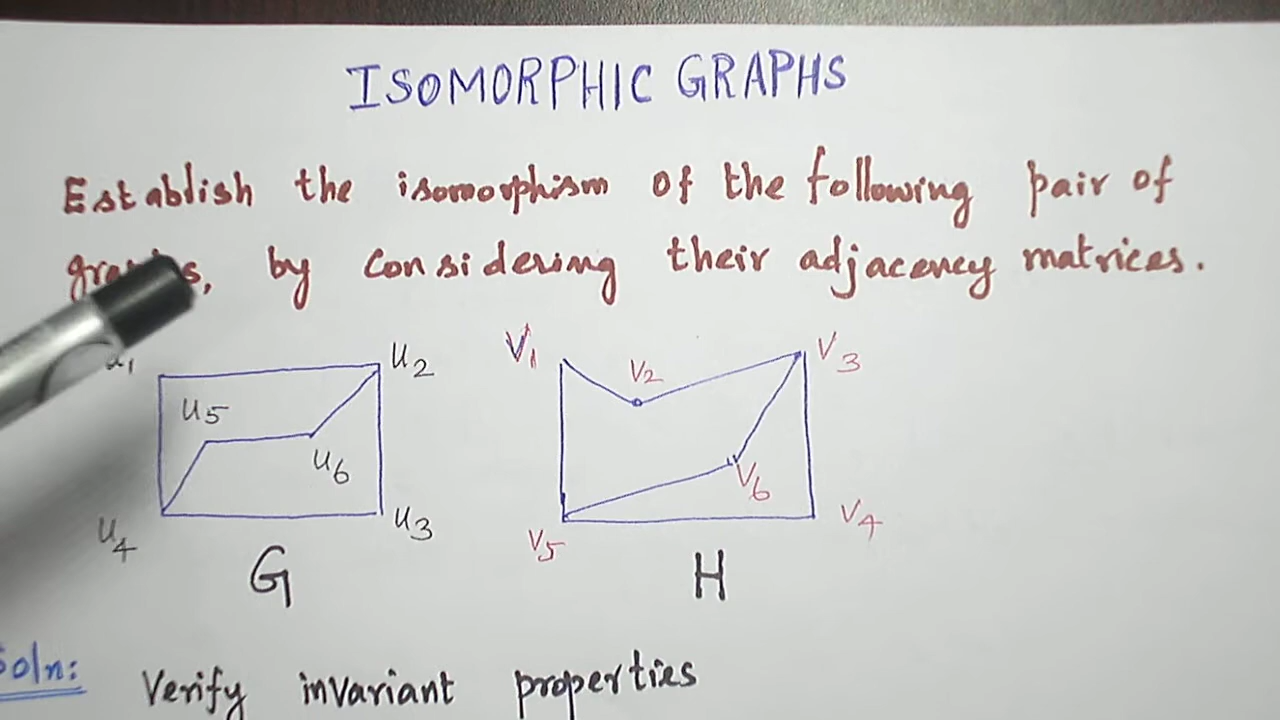 ISOMORPHIC GRAPHS
Establish the isomorphism of the following pair of
by considering their adjacency matrices.
u1 u2 V1 V2 V3
u5
u6 V6
u4 u3 V5 V4
G H
Soln: Verify invariant properties